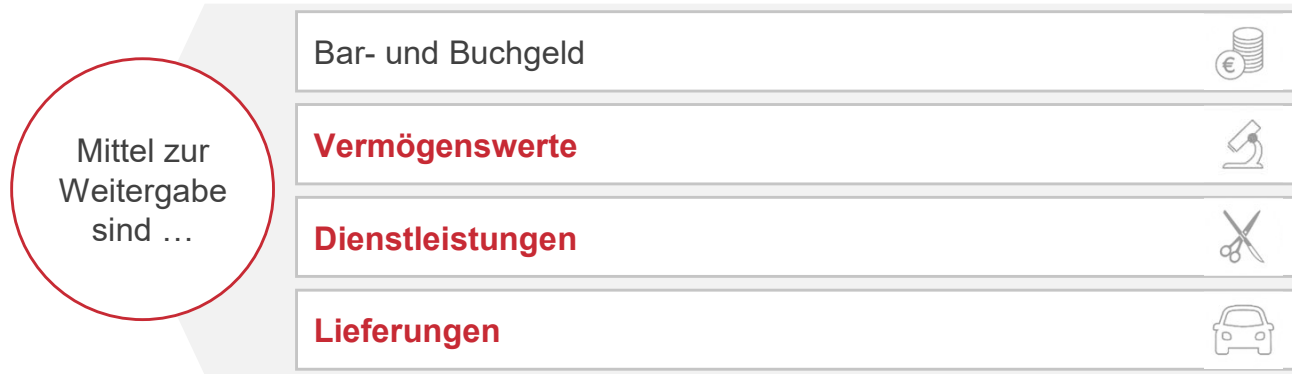 Mittel zur
Weitergabe
sind …
Bar- und Buchgeld
€
Vermögenswerte
Dienstleistungen
Lieferungen